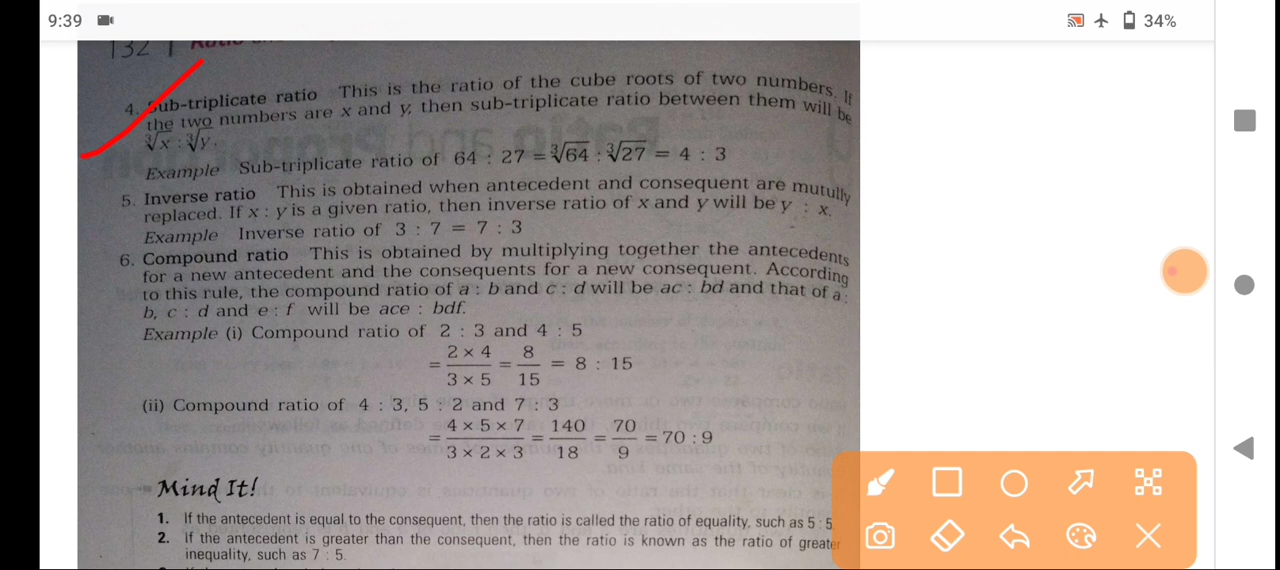 9:39
34%
132
4. Sub-triplicate ratio This is the ratio of the cube roots of two numbers. If
the two numbers are x and y, then sub-triplicate ratio between them will be
∛x : ∛y.
Example Sub-triplicate ratio of 64 : 27 = ∛64 : ∛27 = 4 : 3
5. Inverse ratio This is obtained when antecedent and consequent are mutully
replaced. If x : y is a given ratio, then inverse ratio of x and y will be y : x.
Example Inverse ratio of 3 : 7 = 7 : 3
6. Compound ratio This is obtained by multiplying together the antecedents
for a new antecedent and the consequents for a new consequent. According
to this rule, the compound ratio of a : b and c : d will be ac : bd and that of a :
b, c : d and e : f will be ace : bdf.
Example (i) Compound ratio of 2 : 3 and 4 : 5
= (2 × 4)/(3 × 5) = 8/15 = 8 : 15
(ii) Compound ratio of 4 : 3, 5 : 2 and 7 : 3
= (4 × 5 × 7)/(3 × 2 × 3) = 140/18 = 70/9 = 70 : 9
Mind It!
1. If the antecedent is equal to the consequent, then the ratio is called the ratio of equality, such as 5 : 5
2. If the antecedent is greater than the consequent, then the ratio is known as the ratio of greater
inequality, such as 7 : 5.